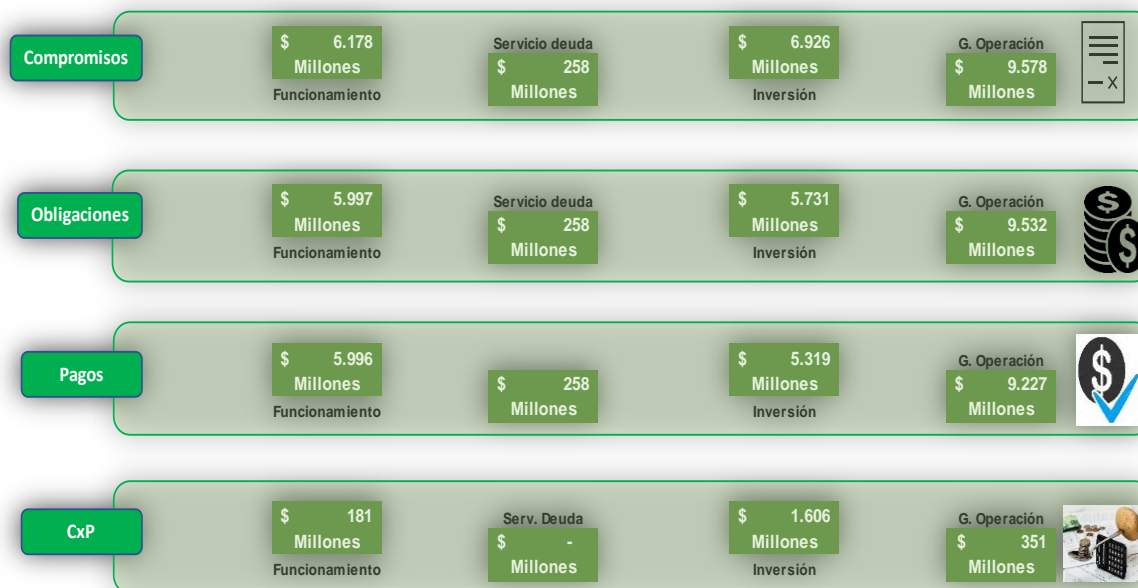 Compromisos
$ 6.178
Millones
Funcionamiento
Servicio deuda
$ 258
Millones
$ 6.926
Millones
Inversión
G. Operación
$ 9.578
Millones
Obligaciones
$ 5.997
Millones
Funcionamiento
Servicio deuda
$ 258
Millones
$ 5.731
Millones
Inversión
G. Operación
$ 9.532
Millones
Pagos
$ 5.996
Millones
Funcionamiento
$ 258
Millones
$ 5.319
Millones
Inversión
G. Operación
$ 9.227
Millones
CxP
$ 181
Millones
Funcionamiento
Serv. Deuda
$ -
Millones
$ 1.606
Millones
Inversión
G. Operación
$ 351
Millones